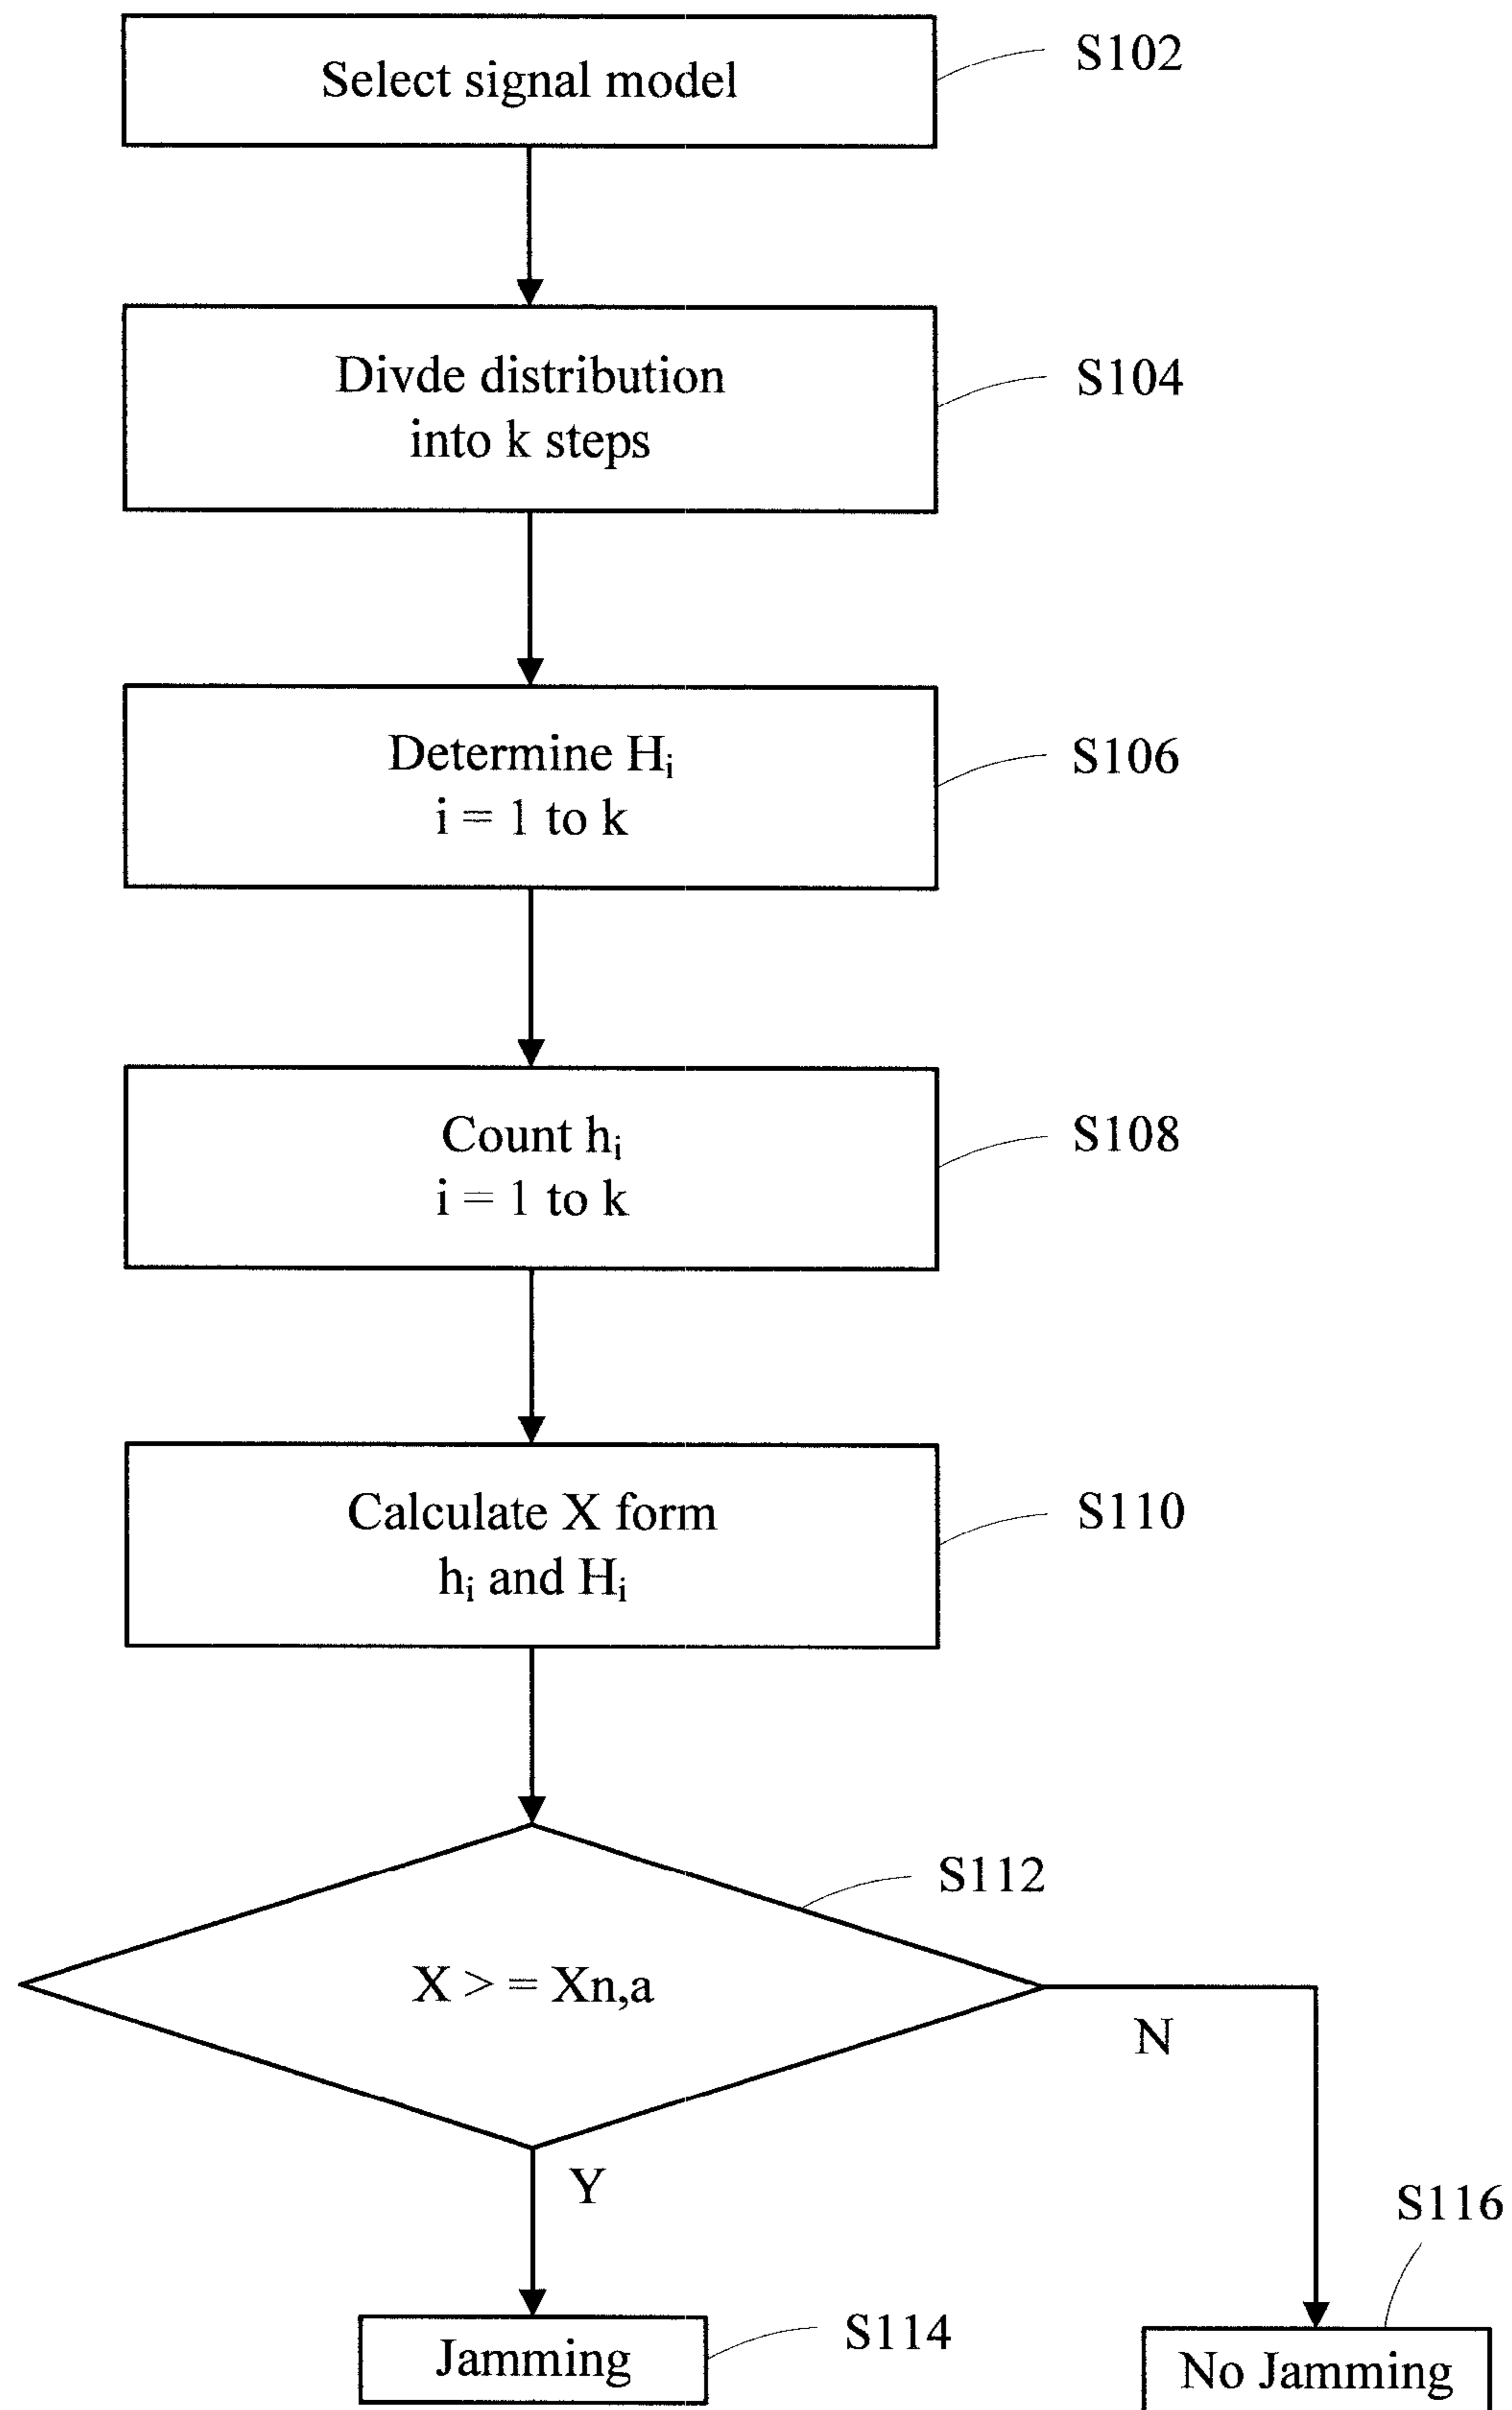 Select signal model
S102
Divde distribution
into k steps
S104
Determine Hi
i = 1 to k
S106
Count hi
i = 1 to k
S108
Calculate X form
hi and Hi
S110
S112
X > = Xn,a
N
Y
S116
Jamming
S114
No Jamming